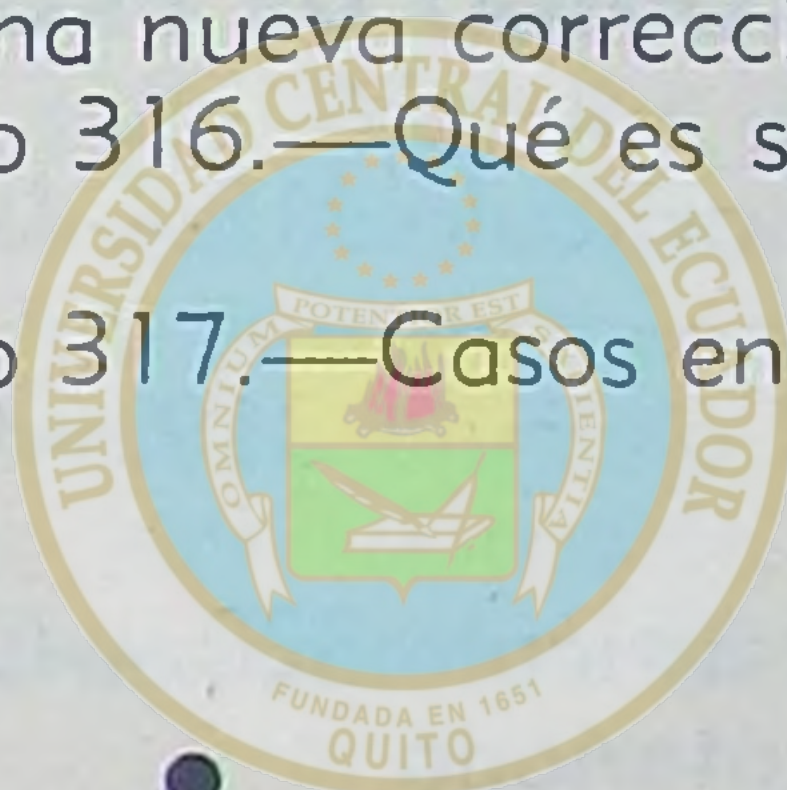 na nueva correcc
o 316.—Qué es s
o 317.—Casos en
UNIVERSIDAD CENTRAL DEL ECUADOR
OMNIUM POTENTIOR EST SAPIENTIA
FUNDADA EN 1651
QUITO